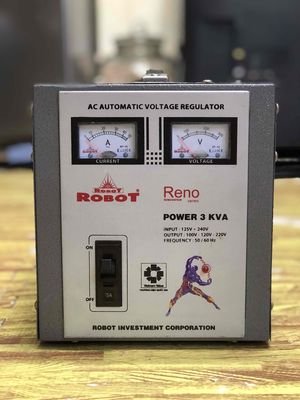 AC AUTOMATIC VOLTAGE REGULATOR
A
V
CURRENT
VOLTAGE
ROBOT
ROBOT
Reno
series
POWER 3 KVA
INPUT : 125V - 240V
OUTPUT : 100V - 120V - 220V
FREQUENCY : 50 / 60 Hz
ON
OFF
ROBOT INVESTMENT CORPORATION